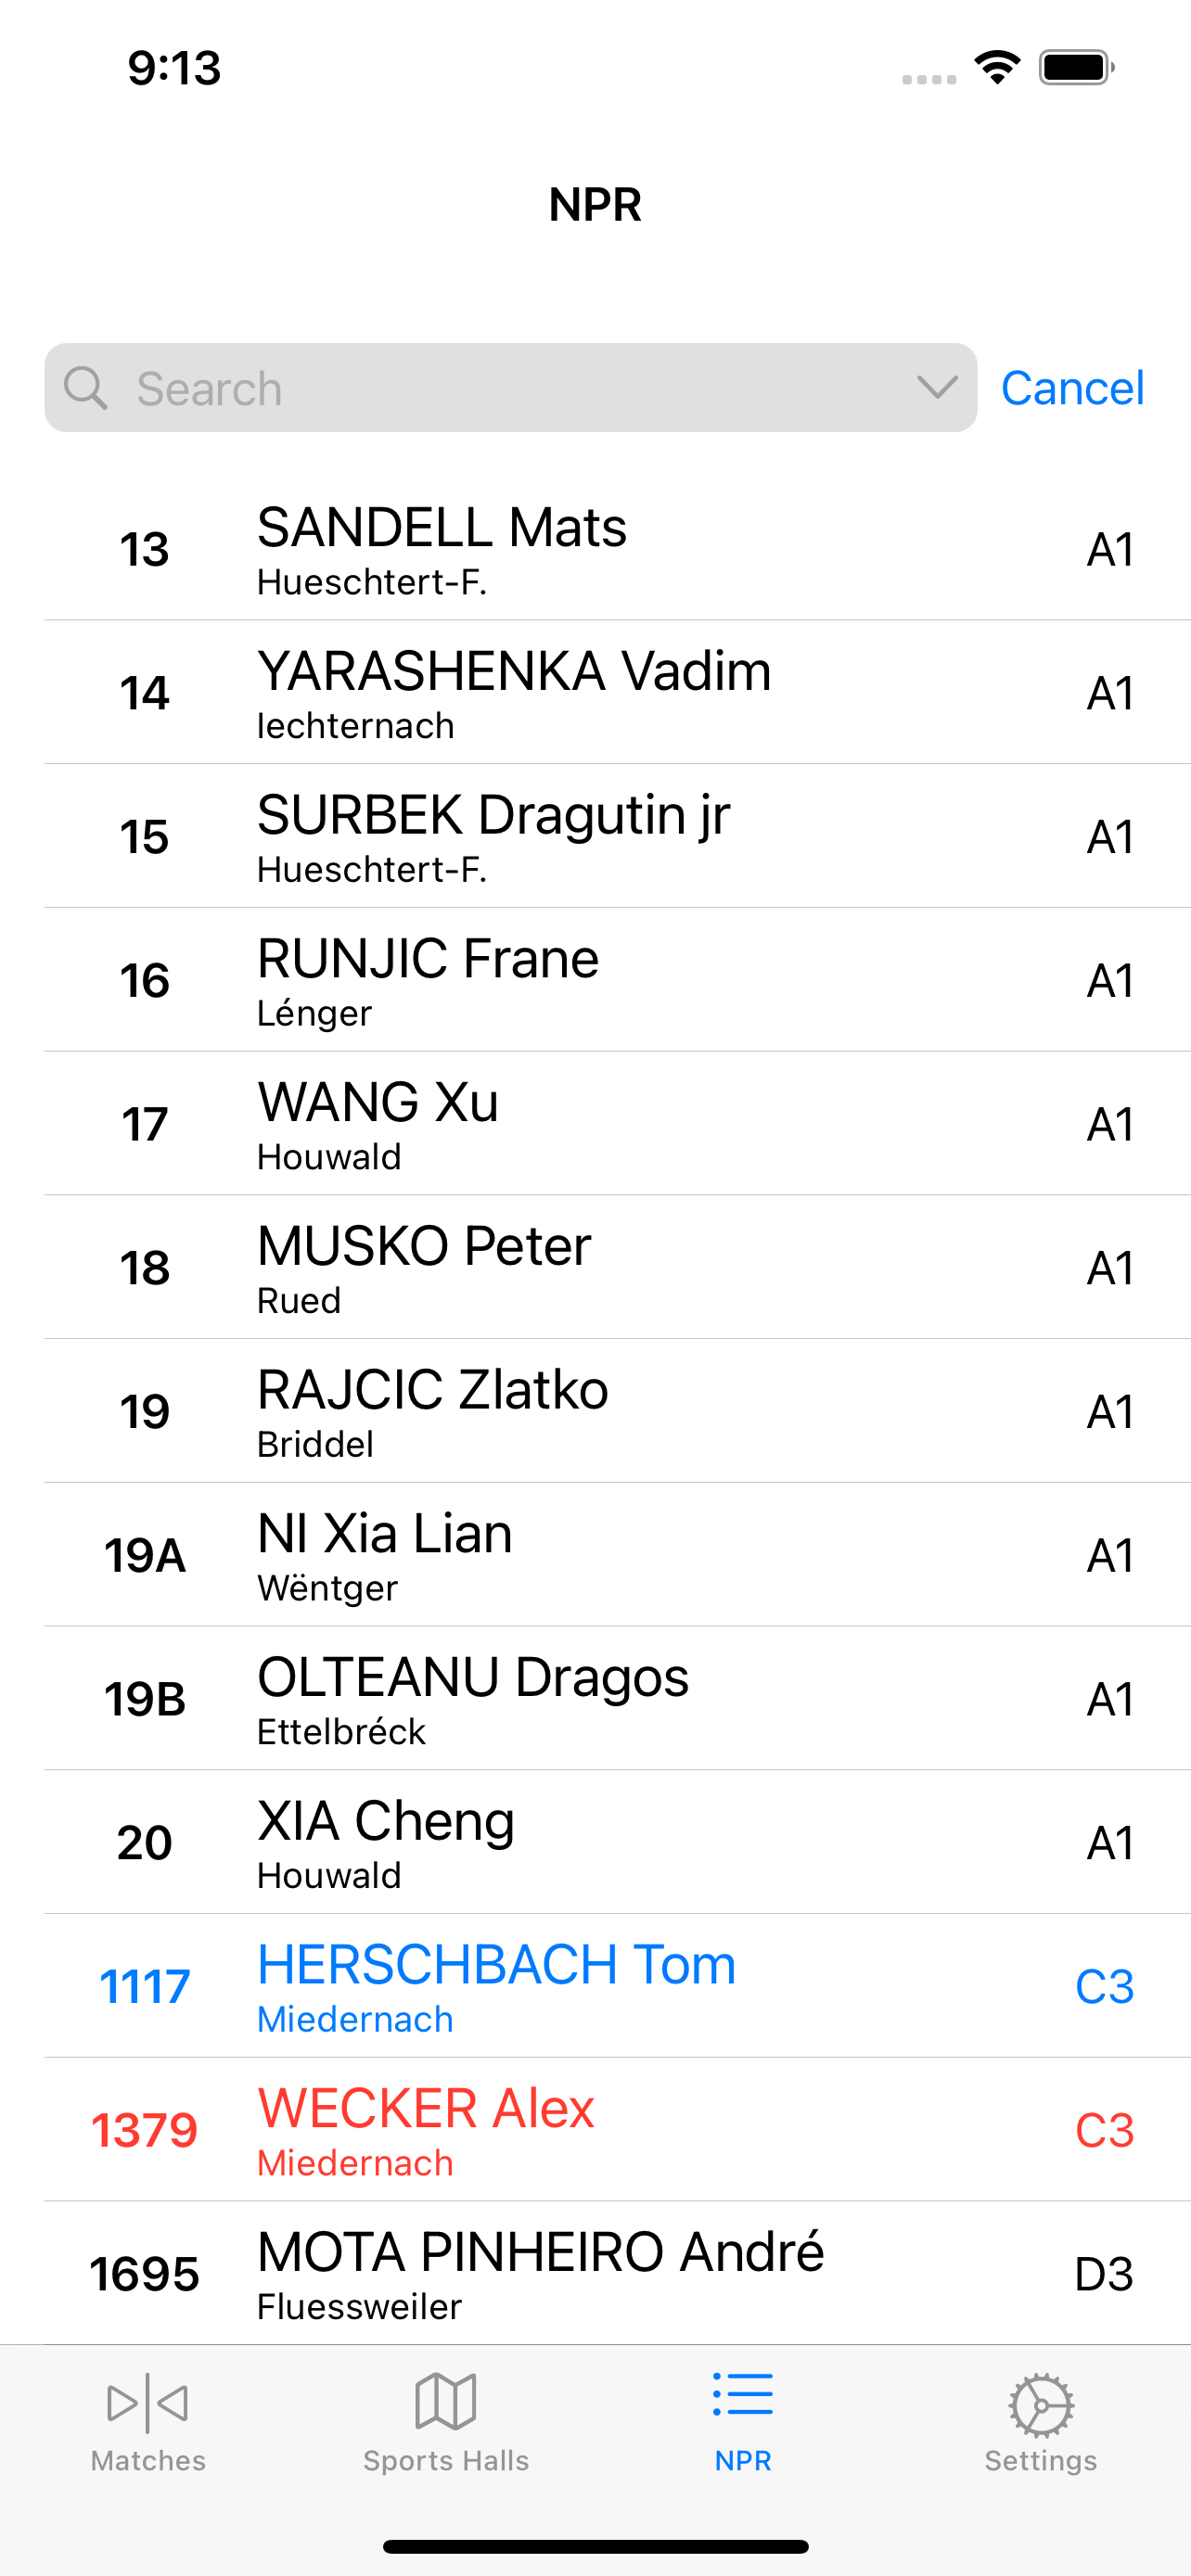 9:13
NPR
Search
Cancel
13
SANDELL Mats
Hueschtert-F.
A1
14
YARASHENKA Vadim
Iechternach
A1
15
SURBEK Dragutin jr
Hueschtert-F.
A1
16
RUNJIC Frane
Lénger
A1
17
WANG Xu
Houwald
A1
18
MUSKO Peter
Rued
A1
19
RAJCIC Zlatko
Briddel
A1
19A
NI Xia Lian
Wëntger
A1
19B
OLTEANU Dragos
Ettelbréck
A1
20
XIA Cheng
Houwald
A1
1117
HERSCHBACH Tom
Miedernach
C3
1379
WECKER Alex
Miedernach
C3
1695
MOTA PINHEIRO André
Fluessweiler
D3
Matches
Sports Halls
NPR
Settings